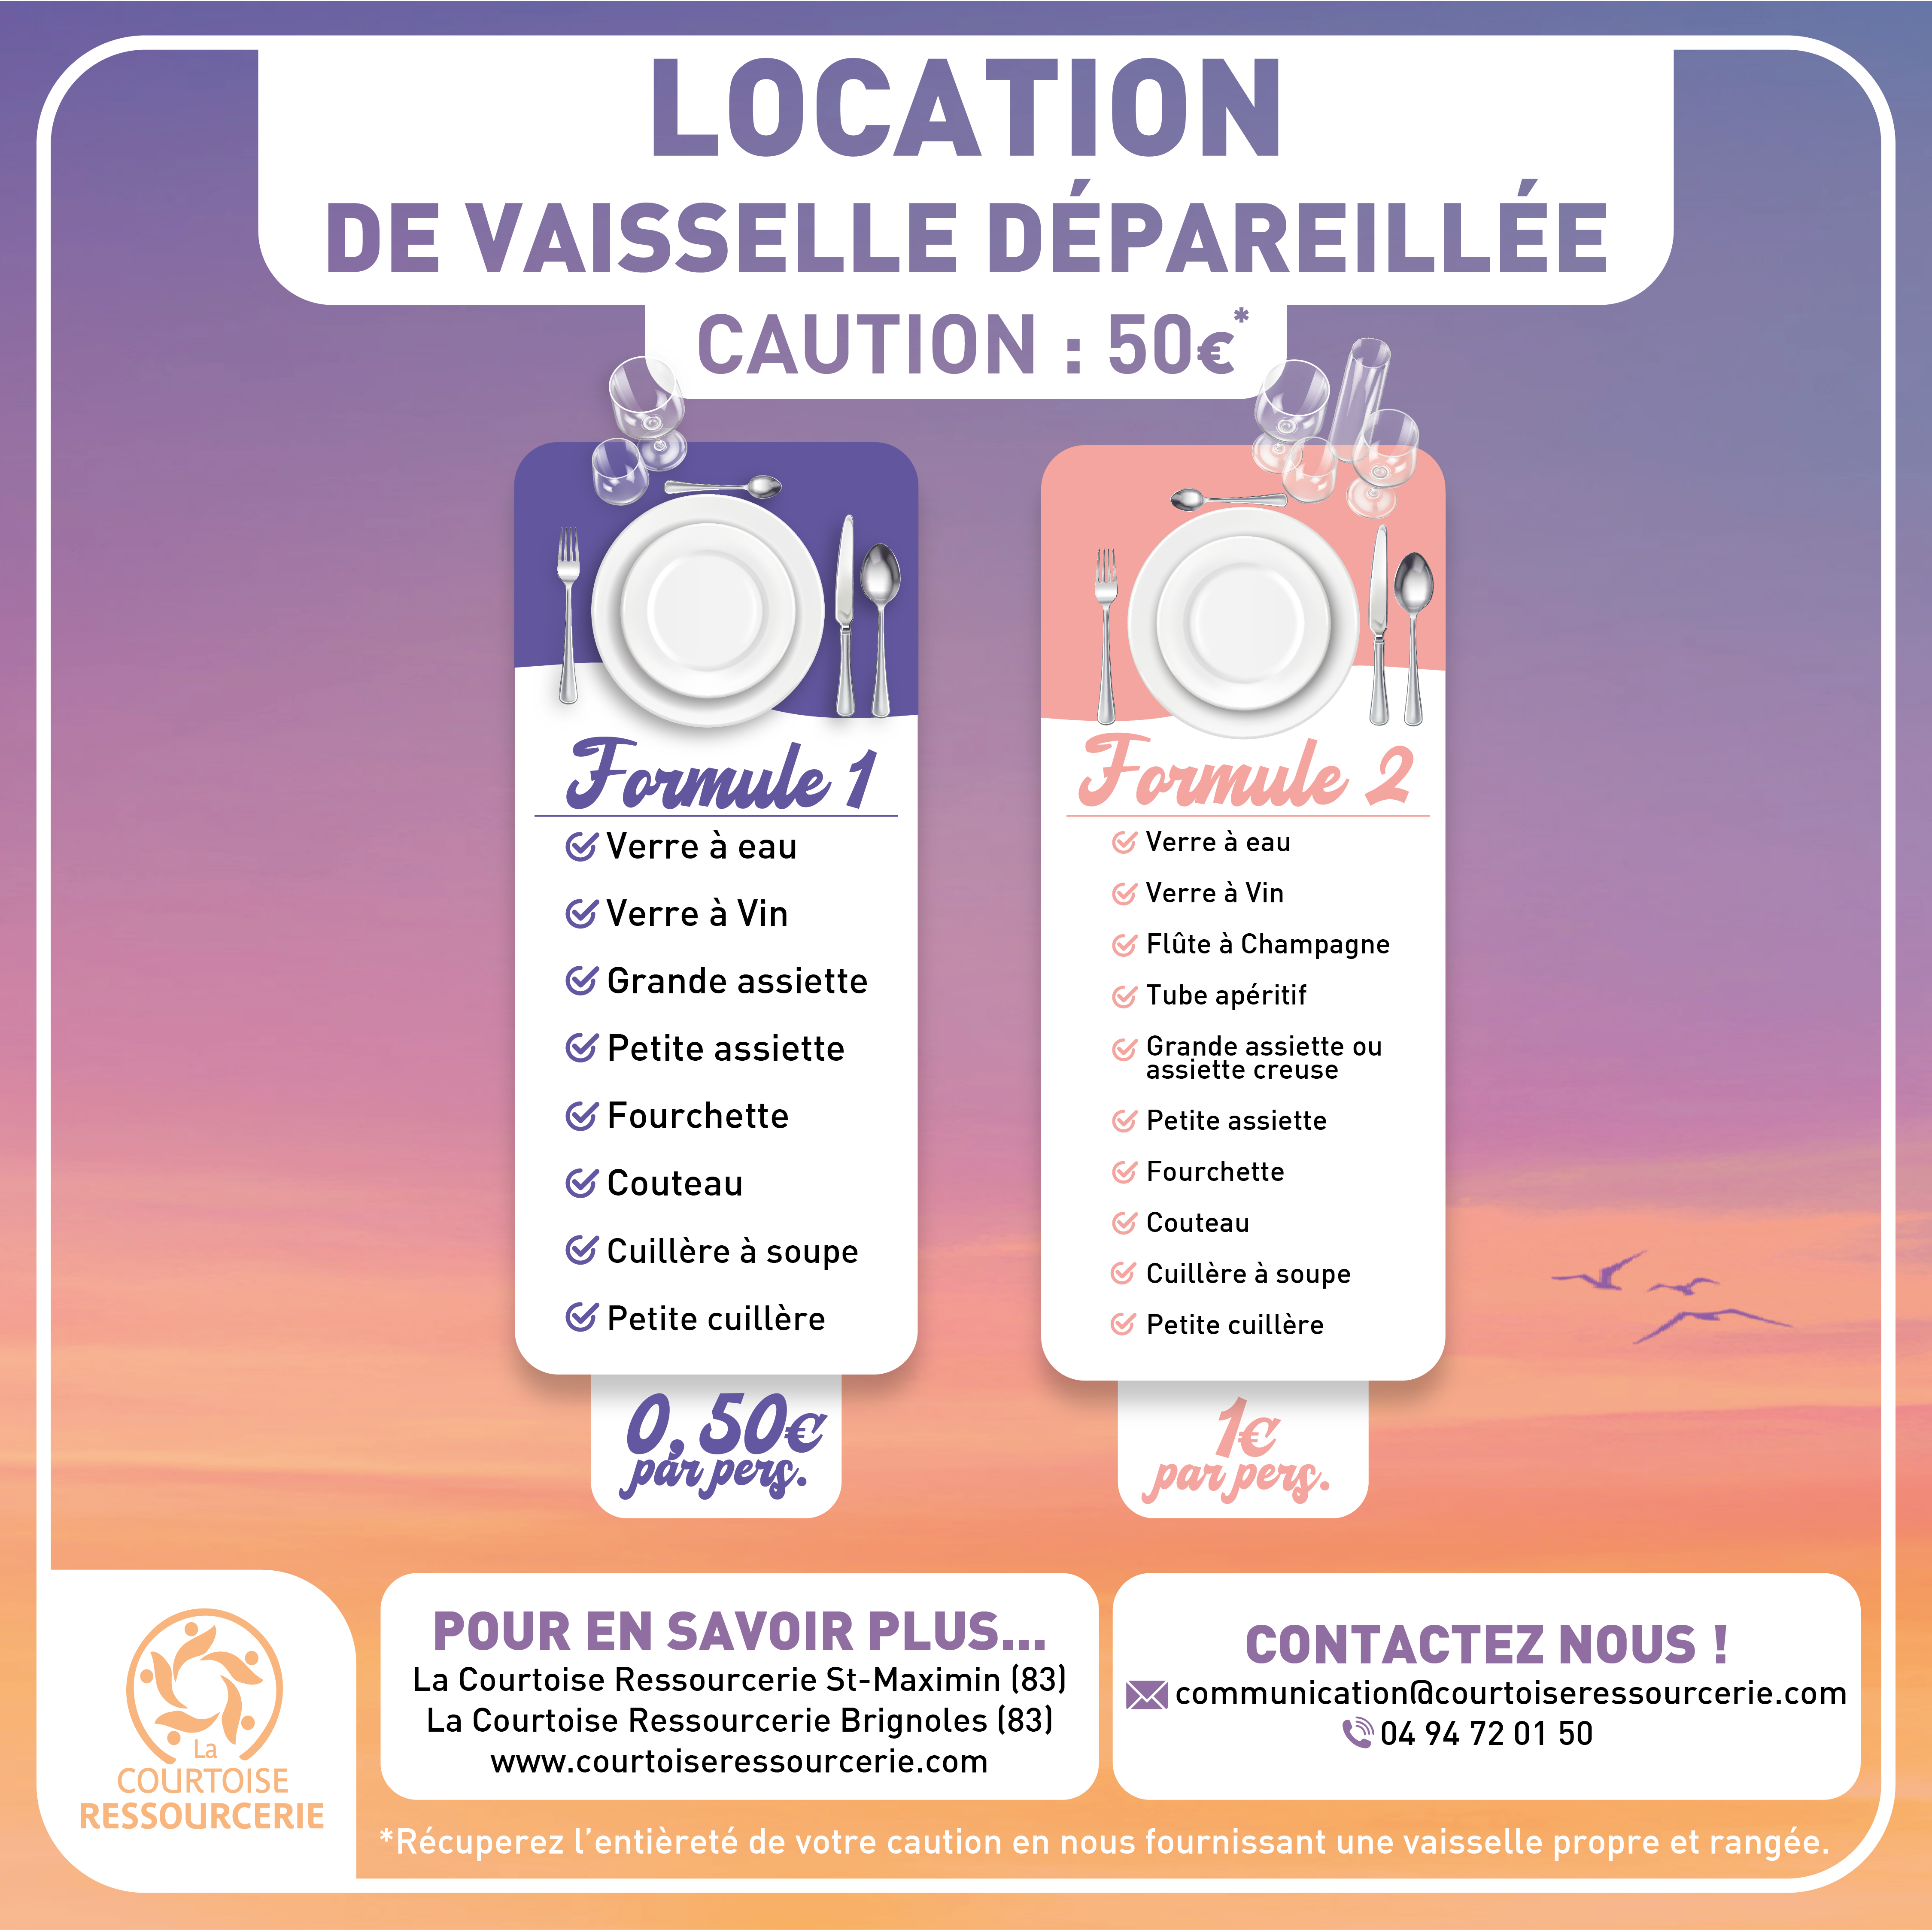 LOCATION
DE VAISSELLE DÉPAREILLÉE
CAUTION : 50€*
Formule 1
Verre à eau
Verre à Vin
Grande assiette
Petite assiette
Fourchette
Couteau
Cuillère à soupe
Petite cuillère
0,50€
par pers.
Formule 2
Verre à eau
Verre à Vin
Flûte à Champagne
Tube apéritif
Grande assiette ou
assiette creuse
Petite assiette
Fourchette
Couteau
Cuillère à soupe
Petite cuillère
1€
par pers.
La
COURTOISE
RESSOURCERIE
POUR EN SAVOIR PLUS...
La Courtoise Ressourcerie St-Maximin (83)
La Courtoise Ressourcerie Brignoles (83)
www.courtoiseressourcerie.com
CONTACTEZ NOUS !
communication@courtoiseressourcerie.com
04 94 72 01 50
*Récuperez l'entièreté de votre caution en nous fournissant une vaisselle propre et rangée.